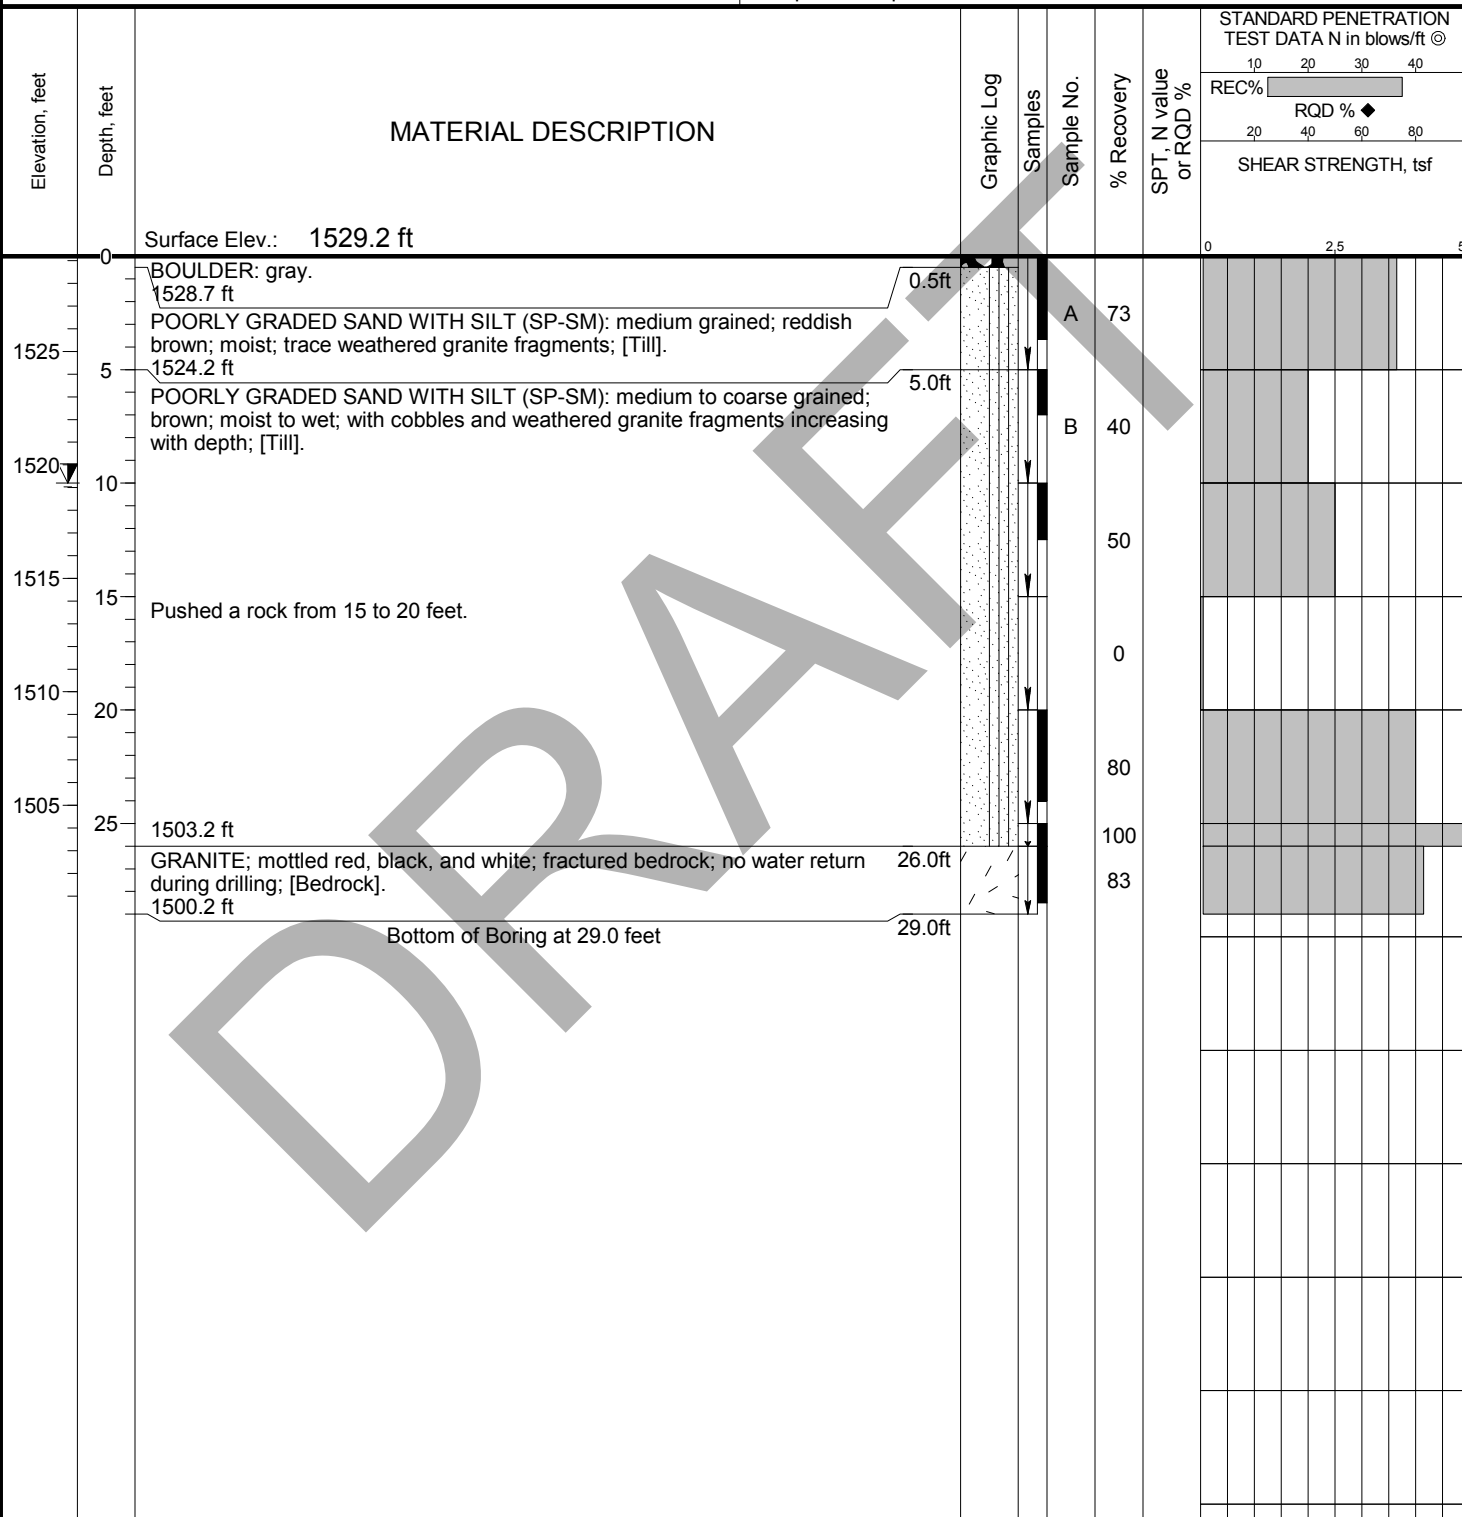 STANDARD PENETRATION
TEST DATA N in blows/ft ◎
10 20 30 40
REC%
RQD % ◆
20 40 60 80
SHEAR STRENGTH, tsf
0 2,5 5
Elevation, feet
Depth, feet
MATERIAL DESCRIPTION
Graphic Log
Samples
Sample No.
% Recovery
SPT, N value
or RQD %
Surface Elev.: 1529.2 ft
0
BOULDER: gray.
0.5ft
1528.7 ft
POORLY GRADED SAND WITH SILT (SP-SM): medium grained; reddish
A 73
brown; moist; trace weathered granite fragments; [Till].
1525
1524.2 ft
5
5.0ft
POORLY GRADED SAND WITH SILT (SP-SM): medium to coarse grained;
brown; moist to wet; with cobbles and weathered granite fragments increasing
B 40
with depth; [Till].
1520
10
50
1515
15
Pushed a rock from 15 to 20 feet.
0
1510
20
80
1505
25
1503.2 ft
100
GRANITE; mottled red, black, and white; fractured bedrock; no water return
26.0ft
during drilling; [Bedrock].
83
1500.2 ft
29.0ft
Bottom of Boring at 29.0 feet
DRAFT